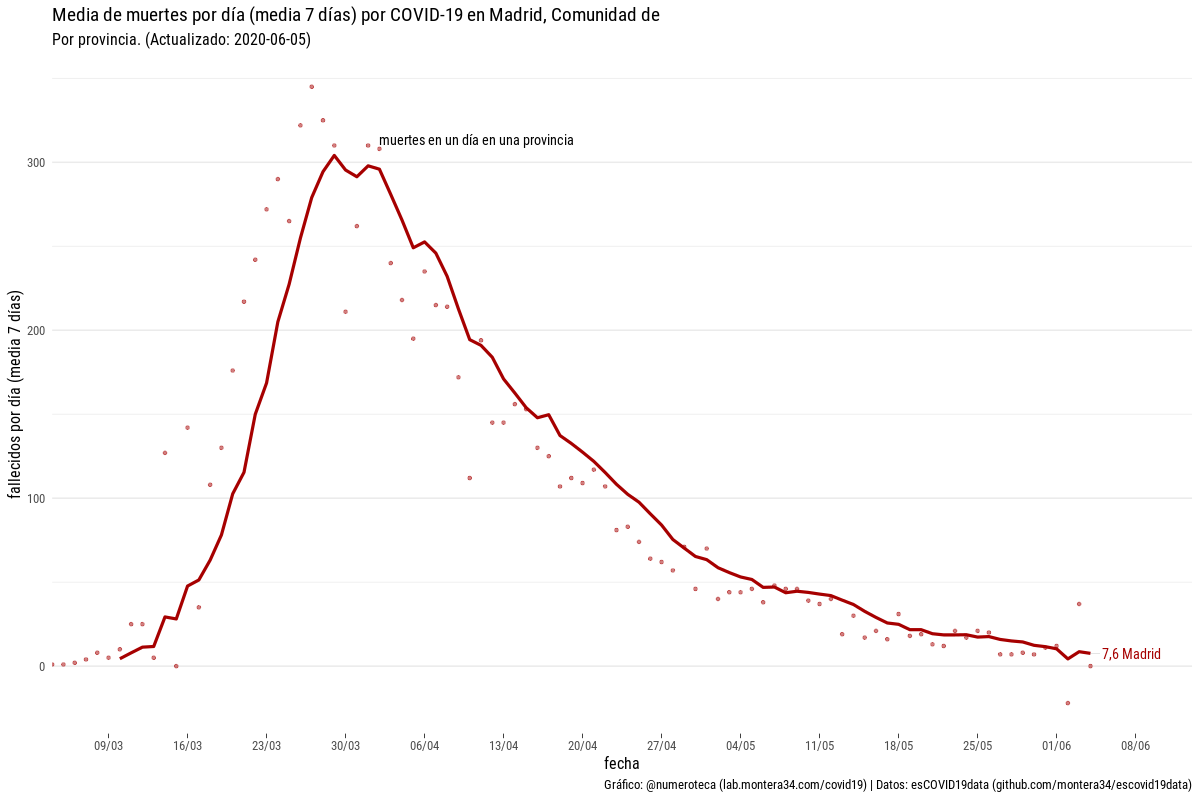 Media de muertes por día (media 7 días) por COVID-19 en Madrid, Comunidad de
Por provincia. (Actualizado: 2020-06-05)
muertes en un día en una provincia
fallecidos por día (media 7 días)
300
200
100
0
7,6 Madrid
09/03 16/03 23/03 30/03 06/04 13/04 20/04 27/04 04/05 11/05 18/05 25/05 01/06 08/06
fecha
Gráfico: @numeroteca (lab.montera34.com/covid19) | Datos: esCOVID19data (github.com/montera34/escovid19data)